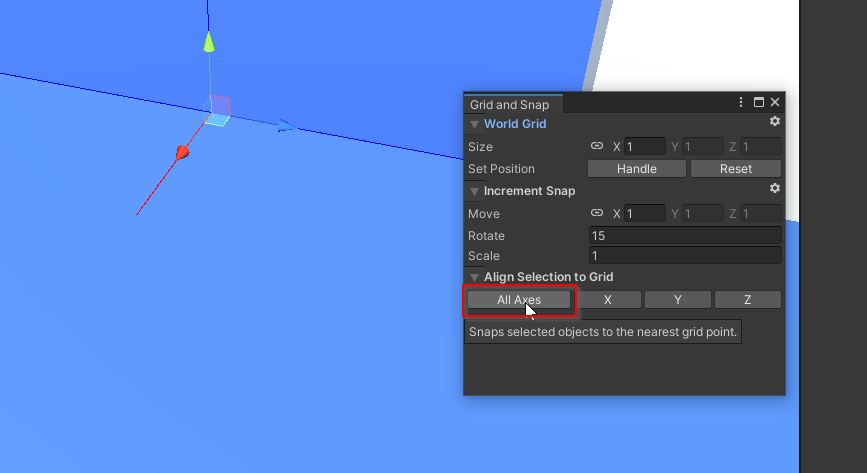 Grid and Snap
World Grid
Size X 1 Y 1 Z 1
Set Position Handle Reset
Increment Snap
Move X 1 Y 1 Z 1
Rotate 15
Scale 1
Align Selection to Grid
All Axes X Y Z
Snaps selected objects to the nearest grid point.